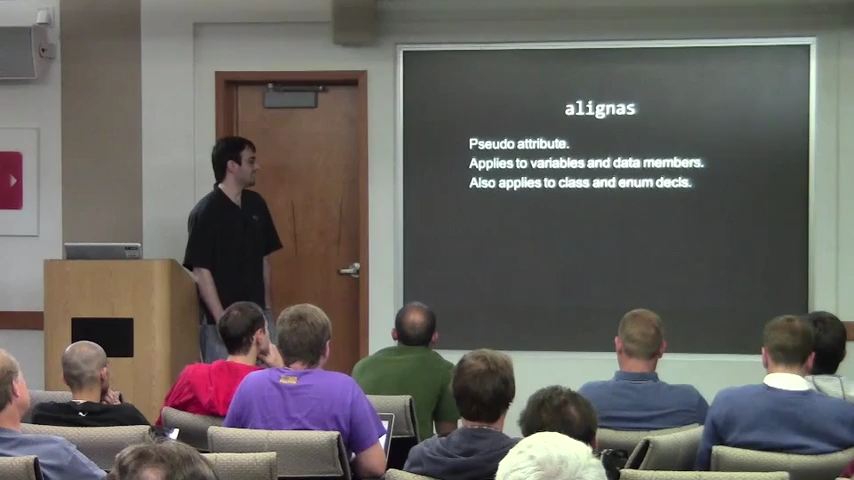 alignas
Pseudo attribute.
Applies to variables and data members.
Also applies to class and enum decls.